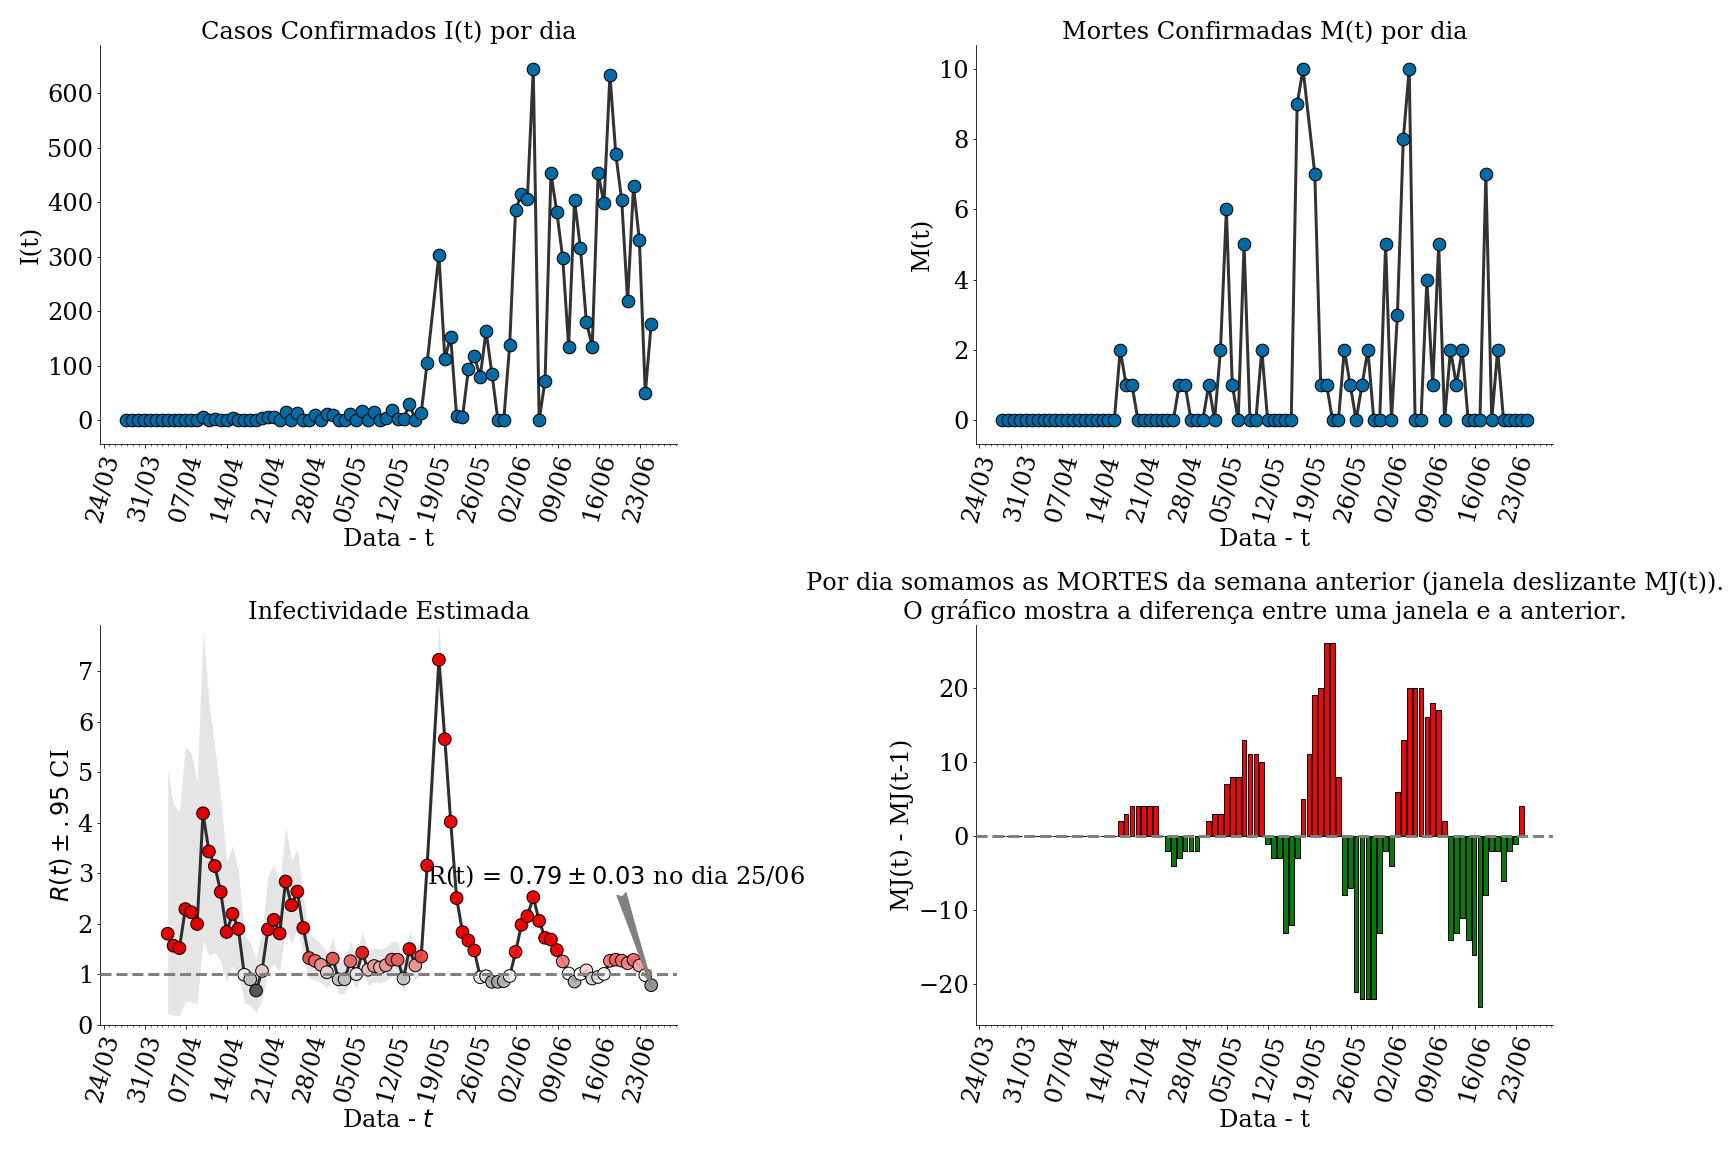 Casos Confirmados I(t) por dia
I(t)
600
500
400
300
200
100
0
24/03 31/03 07/04 14/04 21/04 28/04 05/05 12/05 19/05 26/05 02/06 09/06 16/06 23/06
Data - t
Mortes Confirmadas M(t) por dia
M(t)
10
8
6
4
2
0
24/03 31/03 07/04 14/04 21/04 28/04 05/05 12/05 19/05 26/05 02/06 09/06 16/06 23/06
Data - t
Infectividade Estimada
R(t) ± .95 CI
7
6
5
4
3
2
1
0
R(t) = 0.79 ± 0.03 no dia 25/06
24/03 31/03 07/04 14/04 21/04 28/04 05/05 12/05 19/05 26/05 02/06 09/06 16/06 23/06
Data - t
Por dia somamos as MORTES da semana anterior (janela deslizante MJ(t)).
O gráfico mostra a diferença entre uma janela e a anterior.
MJ(t) - MJ(t-1)
20
10
0
−10
−20
24/03 31/03 07/04 14/04 21/04 28/04 05/05 12/05 19/05 26/05 02/06 09/06 16/06 23/06
Data - t